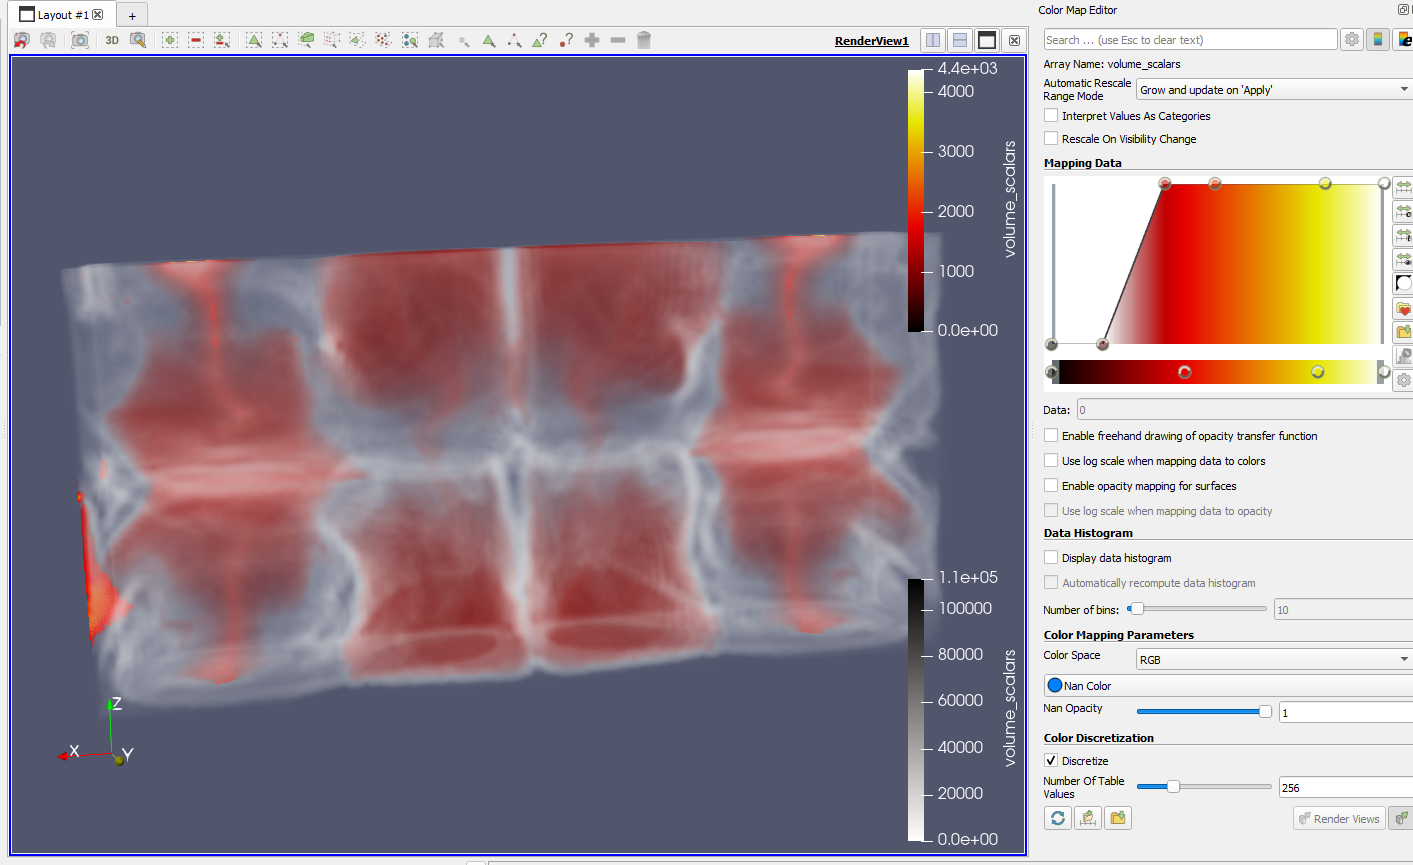 Layout #1
+
3D
RenderView1
4.4e+03
4000
3000
2000
1000
0.0e+00
volume_scalars
1.1e+05
100000
80000
60000
40000
20000
0.0e+00
volume_scalars
Z
X
Y
Color Map Editor
Search ... (use Esc to clear text)
Array Name: volume_scalars
Automatic Rescale
Range Mode
Grow and update on 'Apply'
Interpret Values As Categories
Rescale On Visibility Change
Mapping Data
Data:
0
Enable freehand drawing of opacity transfer function
Use log scale when mapping data to colors
Enable opacity mapping for surfaces
Use log scale when mapping data to opacity
Data Histogram
Display data histogram
Automatically recompute data histogram
Number of bins:
10
Color Mapping Parameters
Color Space
RGB
Nan Color
Nan Opacity
1
Color Discretization
Discretize
Number Of Table
Values
256
Render Views